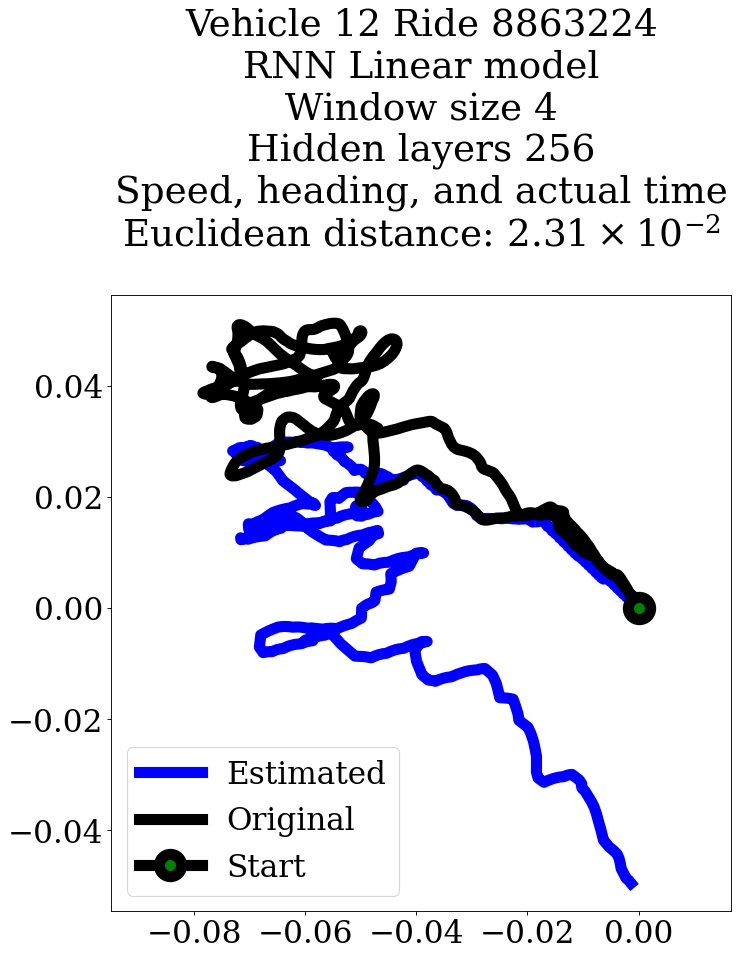 Vehicle 12 Ride 8863224
RNN Linear model
Window size 4
Hidden layers 256
Speed, heading, and actual time
Euclidean distance: 2.31 × 10⁻²
0.04
0.02
0.00
−0.02
−0.04
Estimated
Original
Start
−0.08 −0.06 −0.04 −0.02 0.00